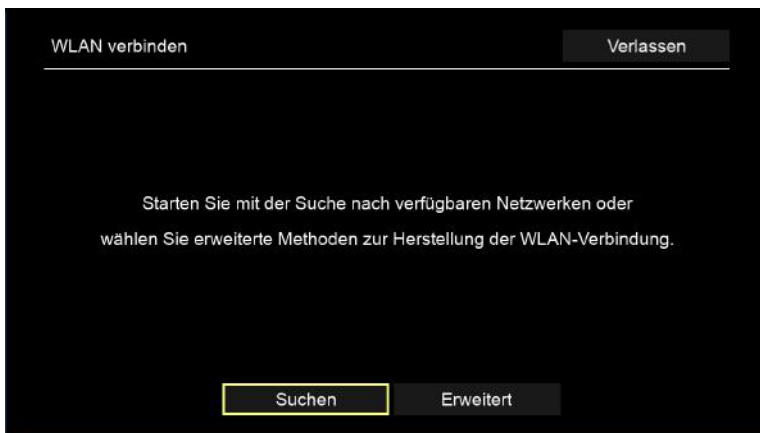 WLAN verbinden
Verlassen
Starten Sie mit der Suche nach verfügbaren Netzwerken oder
wählen Sie erweiterte Methoden zur Herstellung der WLAN-Verbindung.
Suchen
Erweitert